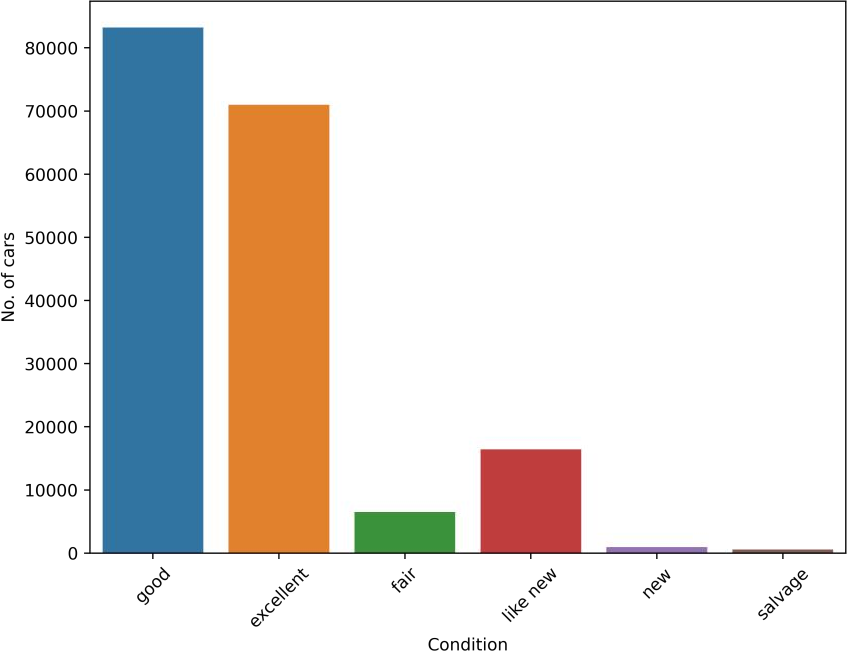 80000
70000
60000
50000
40000
30000
20000
10000
0
No. of cars
good
excellent
fair
like new
new
salvage
Condition